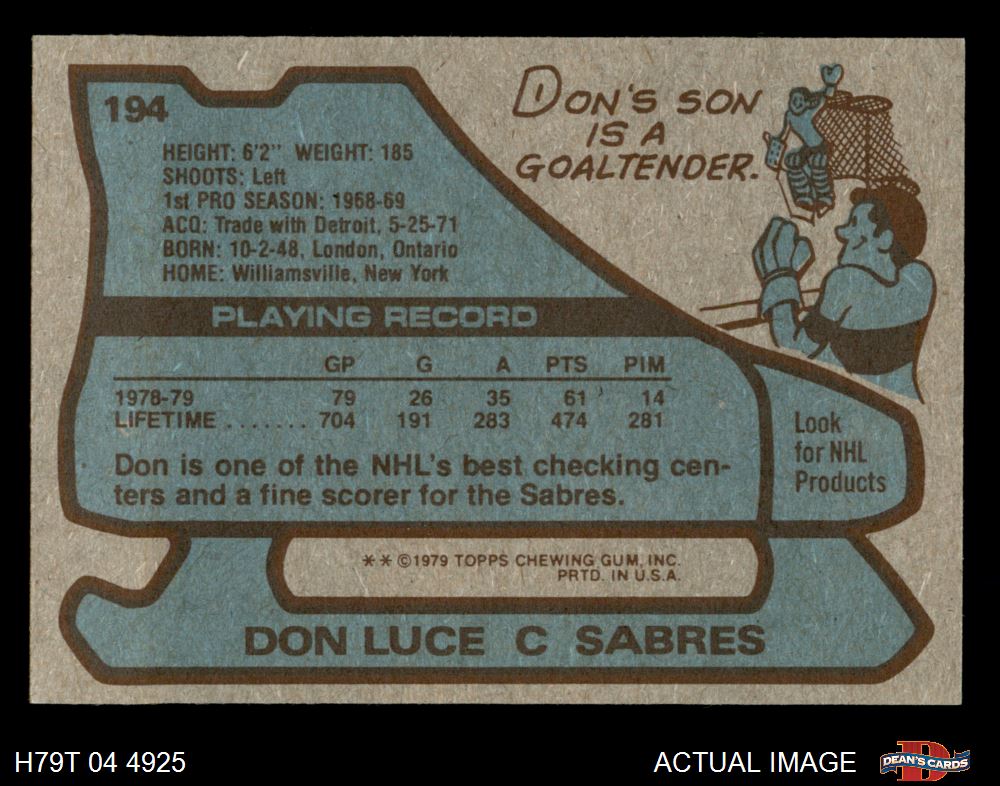 194
HEIGHT: 6'2" WEIGHT: 185
SHOOTS: Left
1st PRO SEASON: 1968-69
ACQ: Trade with Detroit, 5-25-71
BORN: 10-2-48, London, Ontario
HOME: Williamsville, New York
DON'S SON
IS A
GOALTENDER.
PLAYING RECORD
GP G A PTS PIM
1978-79 79 26 35 61 14
LIFETIME ....... 704 191 283 474 281
Don is one of the NHL's best checking cen-
ters and a fine scorer for the Sabres.
Look
for NHL
Products
** ©1979 TOPPS CHEWING GUM, INC.
PRTD. IN U.S.A.
DON LUCE C SABRES
H79T 04 4925
ACTUAL IMAGE
DEAN'S CARDS